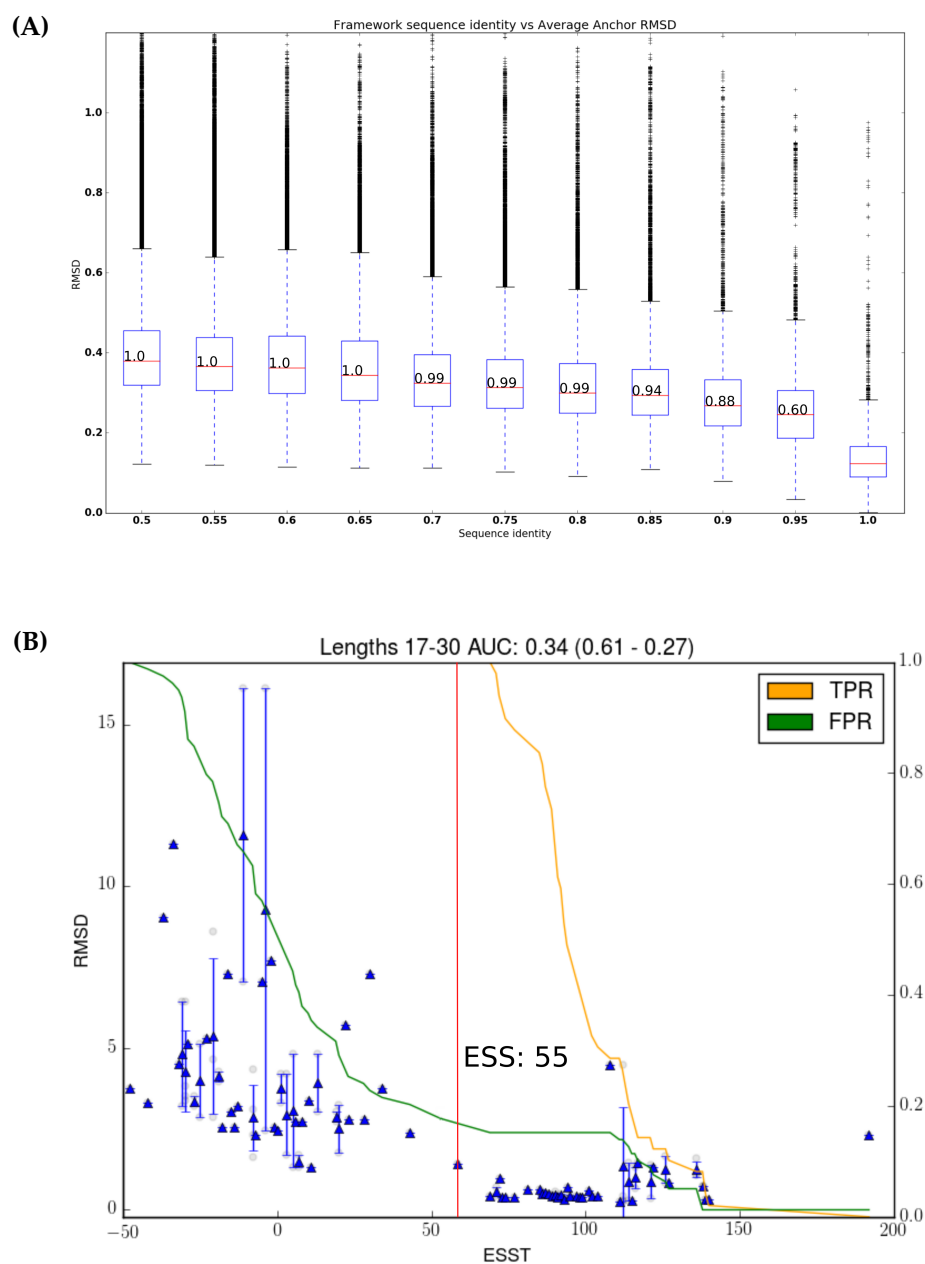 (A)
Framework sequence identity vs Average Anchor RMSD
RMSD
1.0
0.8
0.6
0.4
0.2
0.0
1.0
1.0
1.0
1.0
0.99
0.99
0.99
0.94
0.88
0.60
0.5 0.55 0.6 0.65 0.7 0.75 0.8 0.85 0.9 0.95 1.0
Sequence identity
(B)
Lengths 17-30 AUC: 0.34 (0.61 - 0.27)
RMSD
15
10
5
0
TPR
FPR
ESS: 55
1.0
0.8
0.6
0.4
0.2
0.0
−50 0 50 100 150 200
ESST